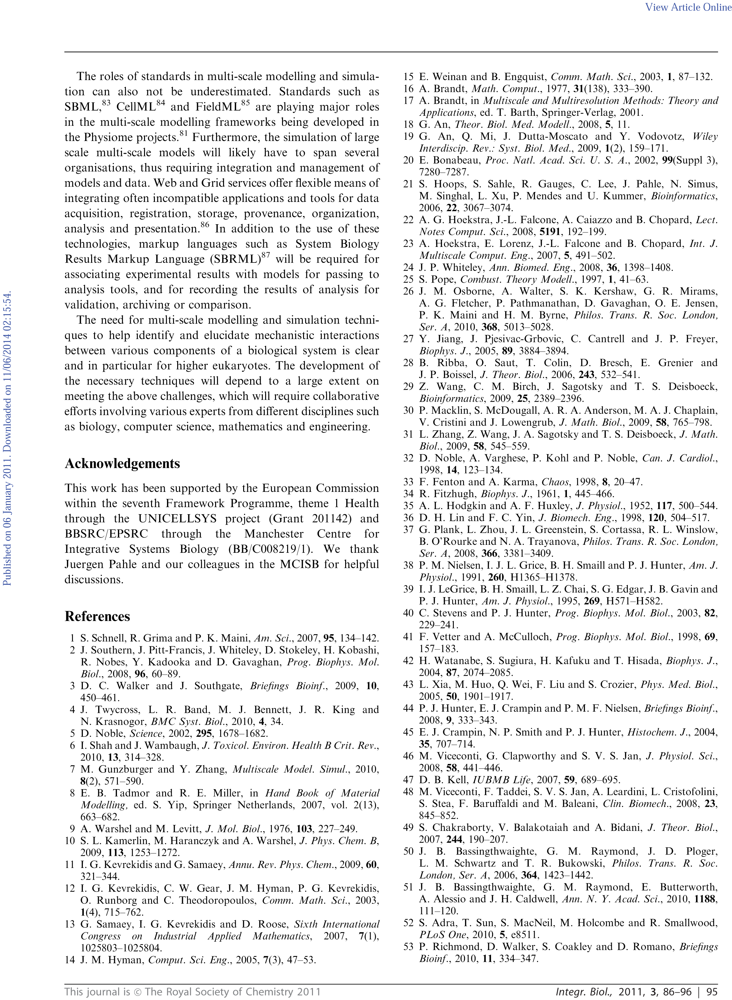 View Article Online
The roles of standards in multi-scale modelling and simula-
tion can also not be underestimated. Standards such as
SBML,83 CellML84 and FieldML85 are playing major roles
in the multi-scale modelling frameworks being developed in
the Physiome projects.81 Furthermore, the simulation of large
scale multi-scale models will likely have to span several
organisations, thus requiring integration and management of
models and data. Web and Grid services offer flexible means of
integrating often incompatible applications and tools for data
acquisition, registration, storage, provenance, organization,
analysis and presentation.86 In addition to the use of these
technologies, markup languages such as System Biology
Results Markup Language (SBRML)87 will be required for
associating experimental results with models for passing to
analysis tools, and for recording the results of analysis for
validation, archiving or comparison.
The need for multi-scale modelling and simulation techni-
ques to help identify and elucidate mechanistic interactions
between various components of a biological system is clear
and in particular for higher eukaryotes. The development of
the necessary techniques will depend to a large extent on
meeting the above challenges, which will require collaborative
efforts involving various experts from different disciplines such
as biology, computer science, mathematics and engineering.
Acknowledgements
This work has been supported by the European Commission
within the seventh Framework Programme, theme 1 Health
through the UNICELLSYS project (Grant 201142) and
BBSRC/EPSRC through the Manchester Centre for
Integrative Systems Biology (BB/C008219/1). We thank
Juergen Pahle and our colleagues in the MCISB for helpful
discussions.
References
1 S. Schnell, R. Grima and P. K. Maini, Am. Sci., 2007, 95, 134–142.
2 J. Southern, J. Pitt-Francis, J. Whiteley, D. Stokeley, H. Kobashi,
R. Nobes, Y. Kadooka and D. Gavaghan, Prog. Biophys. Mol.
Biol., 2008, 96, 60–89.
3 D. C. Walker and J. Southgate, Briefings Bioinf., 2009, 10,
450–461.
4 J. Twycross, L. R. Band, M. J. Bennett, J. R. King and
N. Krasnogor, BMC Syst. Biol., 2010, 4, 34.
5 D. Noble, Science, 2002, 295, 1678–1682.
6 I. Shah and J. Wambaugh, J. Toxicol. Environ. Health B Crit. Rev.,
2010, 13, 314–328.
7 M. Gunzburger and Y. Zhang, Multiscale Model. Simul., 2010,
8(2), 571–590.
8 E. B. Tadmor and R. E. Miller, in Hand Book of Material
Modelling, ed. S. Yip, Springer Netherlands, 2007, vol. 2(13),
663–682.
9 A. Warshel and M. Levitt, J. Mol. Biol., 1976, 103, 227–249.
10 S. L. Kamerlin, M. Haranczyk and A. Warshel, J. Phys. Chem. B,
2009, 113, 1253–1272.
11 I. G. Kevrekidis and G. Samaey, Annu. Rev. Phys. Chem., 2009, 60,
321–344.
12 I. G. Kevrekidis, C. W. Gear, J. M. Hyman, P. G. Kevrekidis,
O. Runborg and C. Theodoropoulos, Comm. Math. Sci., 2003,
1(4), 715–762.
13 G. Samaey, I. G. Kevrekidis and D. Roose, Sixth International
Congress on Industrial Applied Mathematics, 2007, 7(1),
1025803–1025804.
14 J. M. Hyman, Comput. Sci. Eng., 2005, 7(3), 47–53.
15 E. Weinan and B. Engquist, Comm. Math. Sci., 2003, 1, 87–132.
16 A. Brandt, Math. Comput., 1977, 31(138), 333–390.
17 A. Brandt, in Multiscale and Multiresolution Methods: Theory and
Applications, ed. T. Barth, Springer-Verlag, 2001.
18 G. An, Theor. Biol. Med. Modell., 2008, 5, 11.
19 G. An, Q. Mi, J. Dutta-Moscato and Y. Vodovotz, Wiley
Interdiscip. Rev.: Syst. Biol. Med., 2009, 1(2), 159–171.
20 E. Bonabeau, Proc. Natl. Acad. Sci. U. S. A., 2002, 99(Suppl 3),
7280–7287.
21 S. Hoops, S. Sahle, R. Gauges, C. Lee, J. Pahle, N. Simus,
M. Singhal, L. Xu, P. Mendes and U. Kummer, Bioinformatics,
2006, 22, 3067–3074.
22 A. G. Hoekstra, J.-L. Falcone, A. Caiazzo and B. Chopard, Lect.
Notes Comput. Sci., 2008, 5191, 192–199.
23 A. Hoekstra, E. Lorenz, J.-L. Falcone and B. Chopard, Int. J.
Multiscale Comput. Eng., 2007, 5, 491–502.
24 J. P. Whiteley, Ann. Biomed. Eng., 2008, 36, 1398–1408.
25 S. Pope, Combust. Theory Modell., 1997, 1, 41–63.
26 J. M. Osborne, A. Walter, S. K. Kershaw, G. R. Mirams,
A. G. Fletcher, P. Pathmanathan, D. Gavaghan, O. E. Jensen,
P. K. Maini and H. M. Byrne, Philos. Trans. R. Soc. London,
Ser. A, 2010, 368, 5013–5028.
27 Y. Jiang, J. Pjesivac-Grbovic, C. Cantrell and J. P. Freyer,
Biophys. J., 2005, 89, 3884–3894.
28 B. Ribba, O. Saut, T. Colin, D. Bresch, E. Grenier and
J. P. Boissel, J. Theor. Biol., 2006, 243, 532–541.
29 Z. Wang, C. M. Birch, J. Sagotsky and T. S. Deisboeck,
Bioinformatics, 2009, 25, 2389–2396.
30 P. Macklin, S. McDougall, A. R. A. Anderson, M. A. J. Chaplain,
V. Cristini and J. Lowengrub, J. Math. Biol., 2009, 58, 765–798.
31 L. Zhang, Z. Wang, J. A. Sagotsky and T. S. Deisboeck, J. Math.
Biol., 2009, 58, 545–559.
32 D. Noble, A. Varghese, P. Kohl and P. Noble, Can. J. Cardiol.,
1998, 14, 123–134.
33 F. Fenton and A. Karma, Chaos, 1998, 8, 20–47.
34 R. Fitzhugh, Biophys. J., 1961, 1, 445–466.
35 A. L. Hodgkin and A. F. Huxley, J. Physiol., 1952, 117, 500–544.
36 D. H. Lin and F. C. Yin, J. Biomech. Eng., 1998, 120, 504–517.
37 G. Plank, L. Zhou, J. L. Greenstein, S. Cortassa, R. L. Winslow,
B. O'Rourke and N. A. Trayanova, Philos. Trans. R. Soc. London,
Ser. A, 2008, 366, 3381–3409.
38 P. M. Nielsen, I. J. L. Grice, B. H. Smaill and P. J. Hunter, Am. J.
Physiol., 1991, 260, H1365–H1378.
39 I. J. LeGrice, B. H. Smaill, L. Z. Chai, S. G. Edgar, J. B. Gavin and
P. J. Hunter, Am. J. Physiol., 1995, 269, H571–H582.
40 C. Stevens and P. J. Hunter, Prog. Biophys. Mol. Biol., 2003, 82,
229–241.
41 F. Vetter and A. McCulloch, Prog. Biophys. Mol. Biol., 1998, 69,
157–183.
42 H. Watanabe, S. Sugiura, H. Kafuku and T. Hisada, Biophys. J.,
2004, 87, 2074–2085.
43 L. Xia, M. Huo, Q. Wei, F. Liu and S. Crozier, Phys. Med. Biol.,
2005, 50, 1901–1917.
44 P. J. Hunter, E. J. Crampin and P. M. F. Nielsen, Briefings Bioinf.,
2008, 9, 333–343.
45 E. J. Crampin, N. P. Smith and P. J. Hunter, Histochem. J., 2004,
35, 707–714.
46 M. Viceconti, G. Clapworthy and S. V. S. Jan, J. Physiol. Sci.,
2008, 58, 441–446.
47 D. B. Kell, IUBMB Life, 2007, 59, 689–695.
48 M. Viceconti, F. Taddei, S. V. S. Jan, A. Leardini, L. Cristofolini,
S. Stea, F. Baruffaldi and M. Baleani, Clin. Biomech., 2008, 23,
845–852.
49 S. Chakraborty, V. Balakotaiah and A. Bidani, J. Theor. Biol.,
2007, 244, 190–207.
50 J. B. Bassingthwaighte, G. M. Raymond, J. D. Ploger,
L. M. Schwartz and T. R. Bukowski, Philos. Trans. R. Soc.
London, Ser. A, 2006, 364, 1423–1442.
51 J. B. Bassingthwaighte, G. M. Raymond, E. Butterworth,
A. Alessio and J. H. Caldwell, Ann. N. Y. Acad. Sci., 2010, 1188,
111–120.
52 S. Adra, T. Sun, S. MacNeil, M. Holcombe and R. Smallwood,
PLoS One, 2010, 5, e8511.
53 P. Richmond, D. Walker, S. Coakley and D. Romano, Briefings
Bioinf., 2010, 11, 334–347.
Published on 06 January 2011. Downloaded on 11/06/2014 02:15:54.
This journal is © The Royal Society of Chemistry 2011
Integr. Biol., 2011, 3, 86–96 | 95